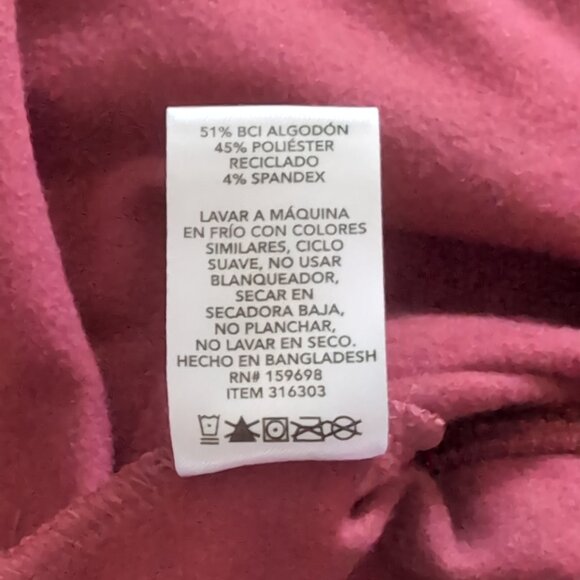 51% BCI ALGODÓN
45% POLIÉSTER
RECICLADO
4% SPANDEX
LAVAR A MÁQUINA
EN FRÍO CON COLORES
SIMILARES, CICLO
SUAVE, NO USAR
BLANQUEADOR,
SECAR EN
SECADORA BAJA,
NO PLANCHAR,
NO LAVAR EN SECO.
HECHO EN BANGLADESH
RN# 159698
ITEM 316303